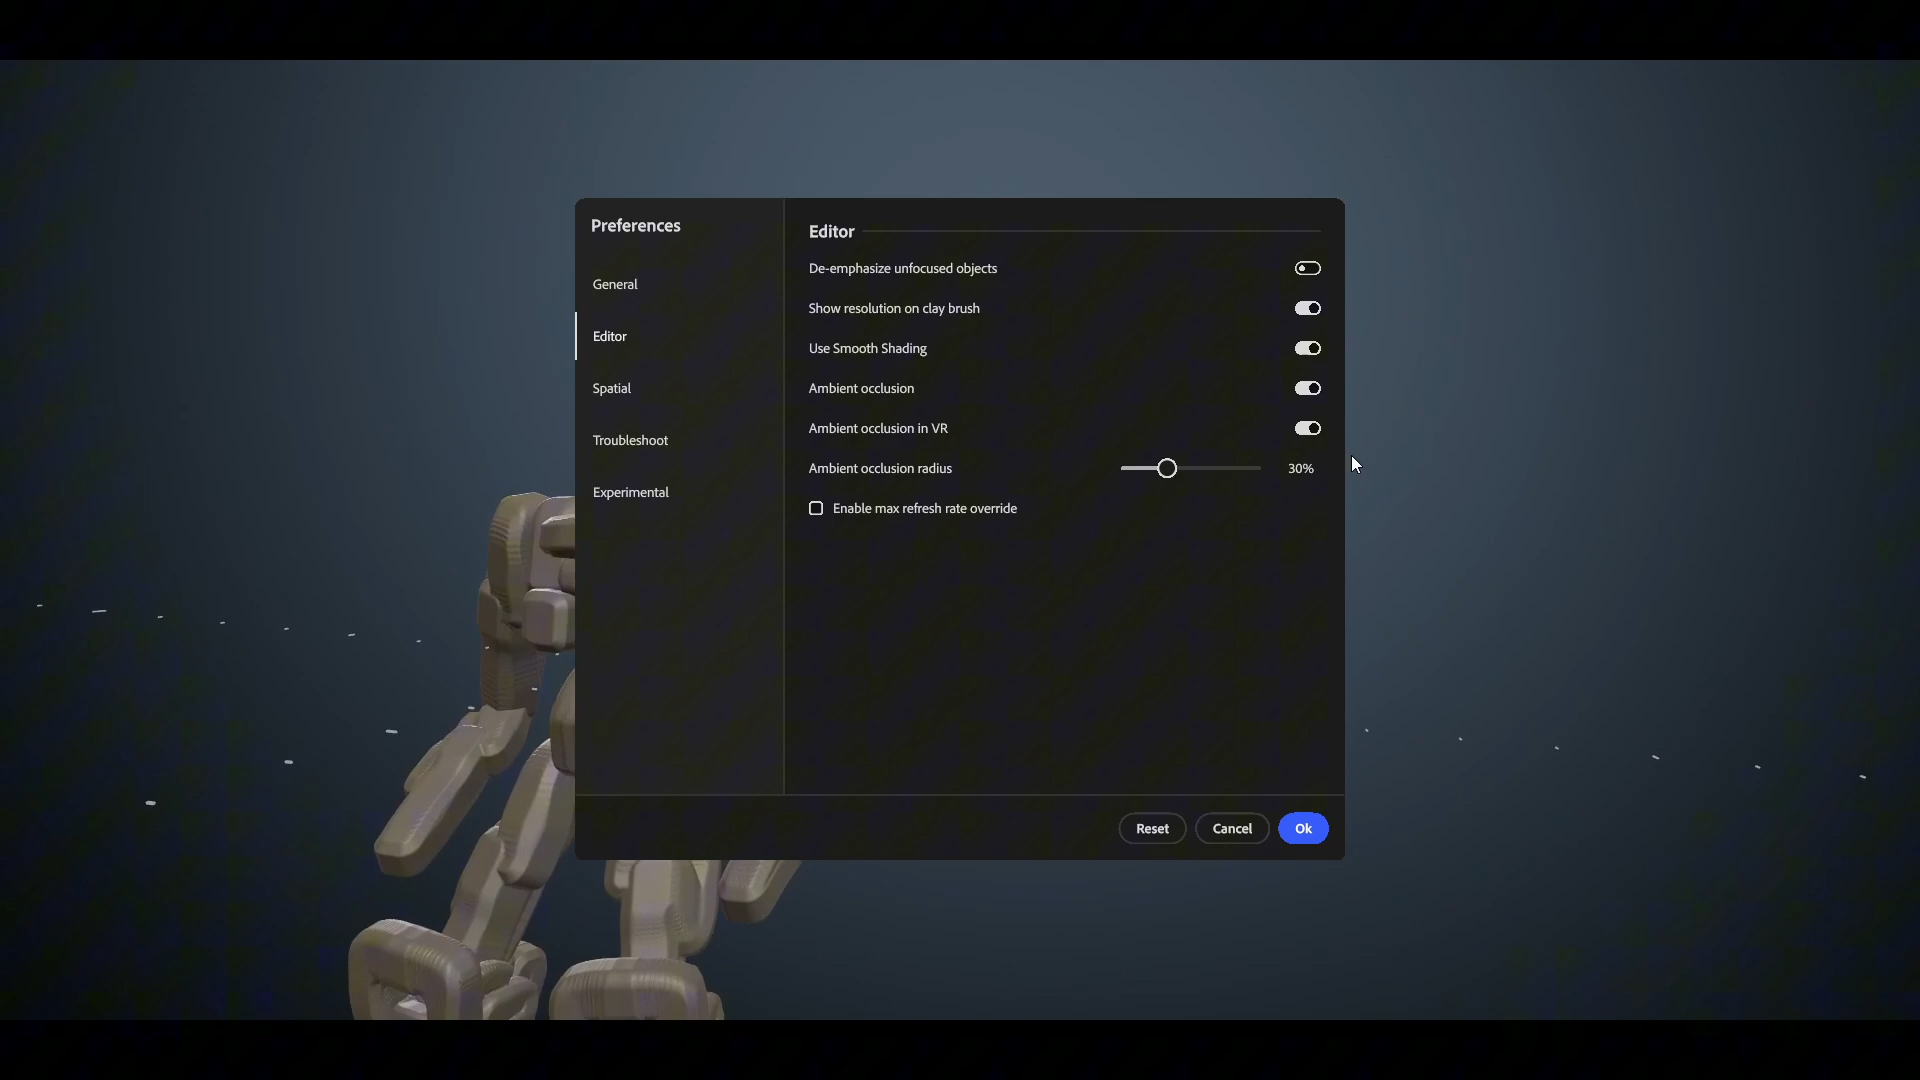 Preferences
General
Editor
Spatial
Troubleshoot
Experimental
Editor
De-emphasize unfocused objects
Show resolution on clay brush
Use Smooth Shading
Ambient occlusion
Ambient occlusion in VR
Ambient occlusion radius 30%
Enable max refresh rate override
Reset Cancel Ok